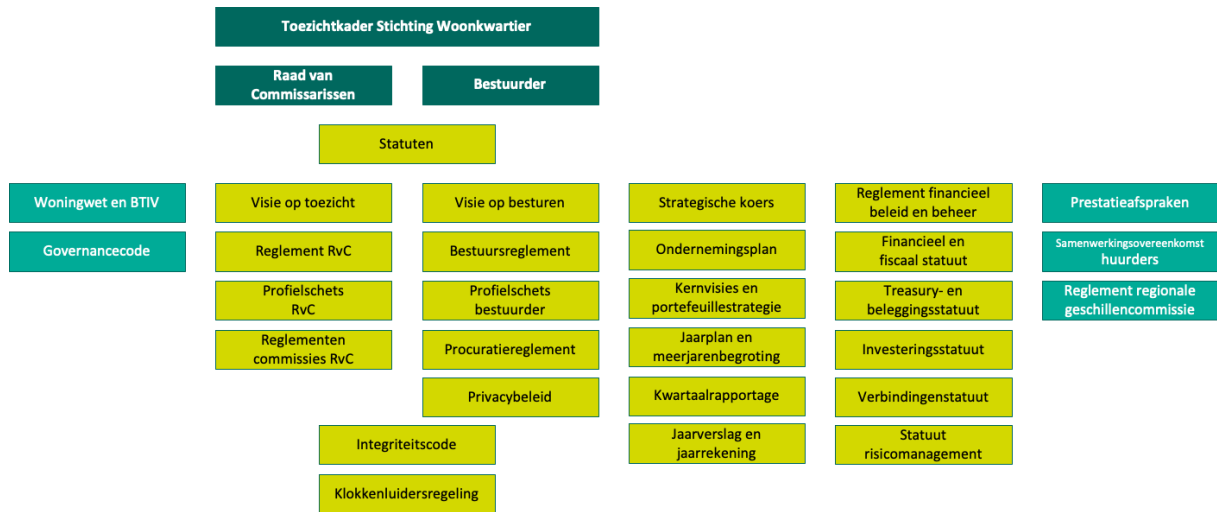 Toezichtkader Stichting Woonkwartier
Raad van
Commissarissen
Bestuurder
Statuten
Woningwet en BTIV
Visie op toezicht
Visie op besturen
Strategische koers
Reglement financieel
beleid en beheer
Prestatieafspraken
Governancecode
Reglement RvC
Bestuursreglement
Ondernemingsplan
Financieel en
fiscaal statuut
Samenwerkingsovereenkomst
huurders
Profielschets
RvC
Profielschets
bestuurder
Kernvisies en
portefeuillestrategie
Treasury- en
beleggingsstatuut
Reglement regionale
geschillencommissie
Reglementen
commissies RvC
Procuratiereglement
Jaarplan en
meerjarenbegroting
Investeringsstatuut
Privacybeleid
Kwartaalrapportage
Verbindingenstatuut
Integriteitscode
Jaarverslag en
jaarrekening
Statuut
risicomanagement
Klokkenluidersregeling